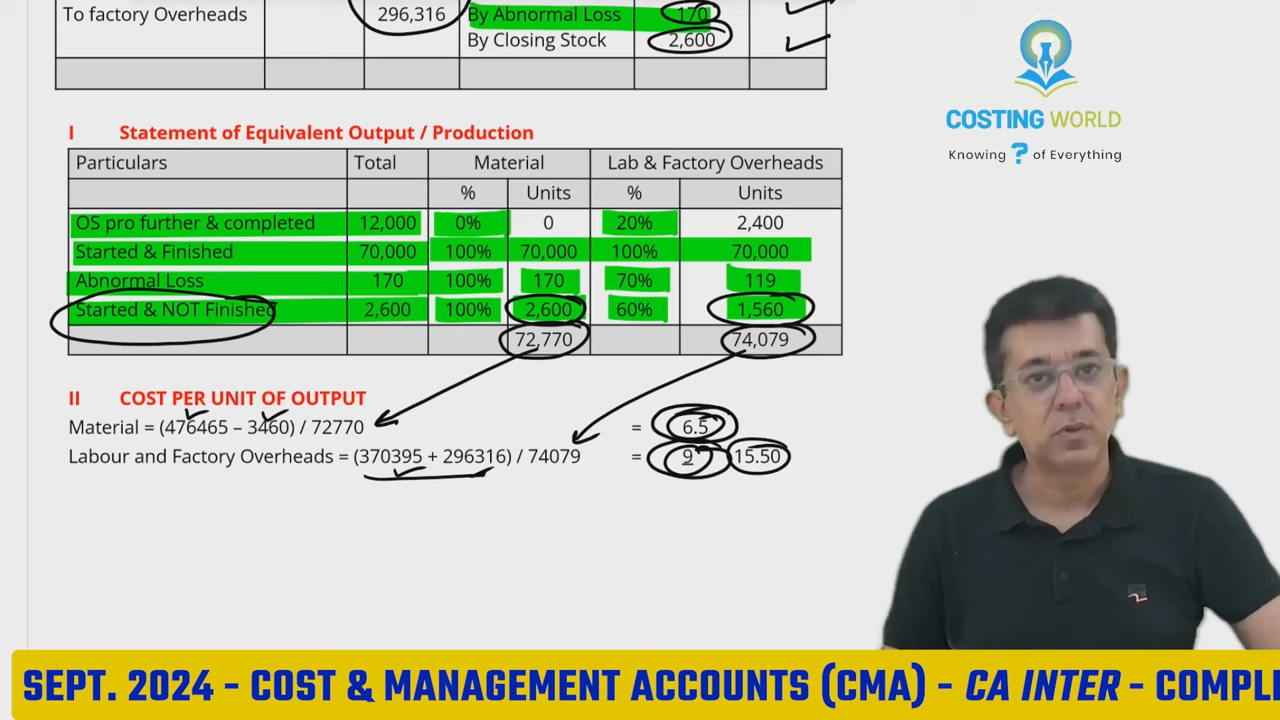 To factory Overheads 296,316 By Abnormal Loss 170
By Closing Stock 2,600
COSTING WORLD
Knowing ? of Everything
I Statement of Equivalent Output / Production
Particulars Total Material Lab & Factory Overheads
% Units % Units
OS pro further & completed 12,000 0% 0 20% 2,400
Started & Finished 70,000 100% 70,000 100% 70,000
Abnormal Loss 170 100% 170 70% 119
Started & NOT Finished 2,600 100% 2,600 60% 1,560
72,770 74,079
II COST PER UNIT OF OUTPUT
Material = (476465 – 3460) / 72770 = 6.5
Labour and Factory Overheads = (370395 + 296316) / 74079 = 9 15.50
SEPT. 2024 - COST & MANAGEMENT ACCOUNTS (CMA) - CA INTER - COMPL